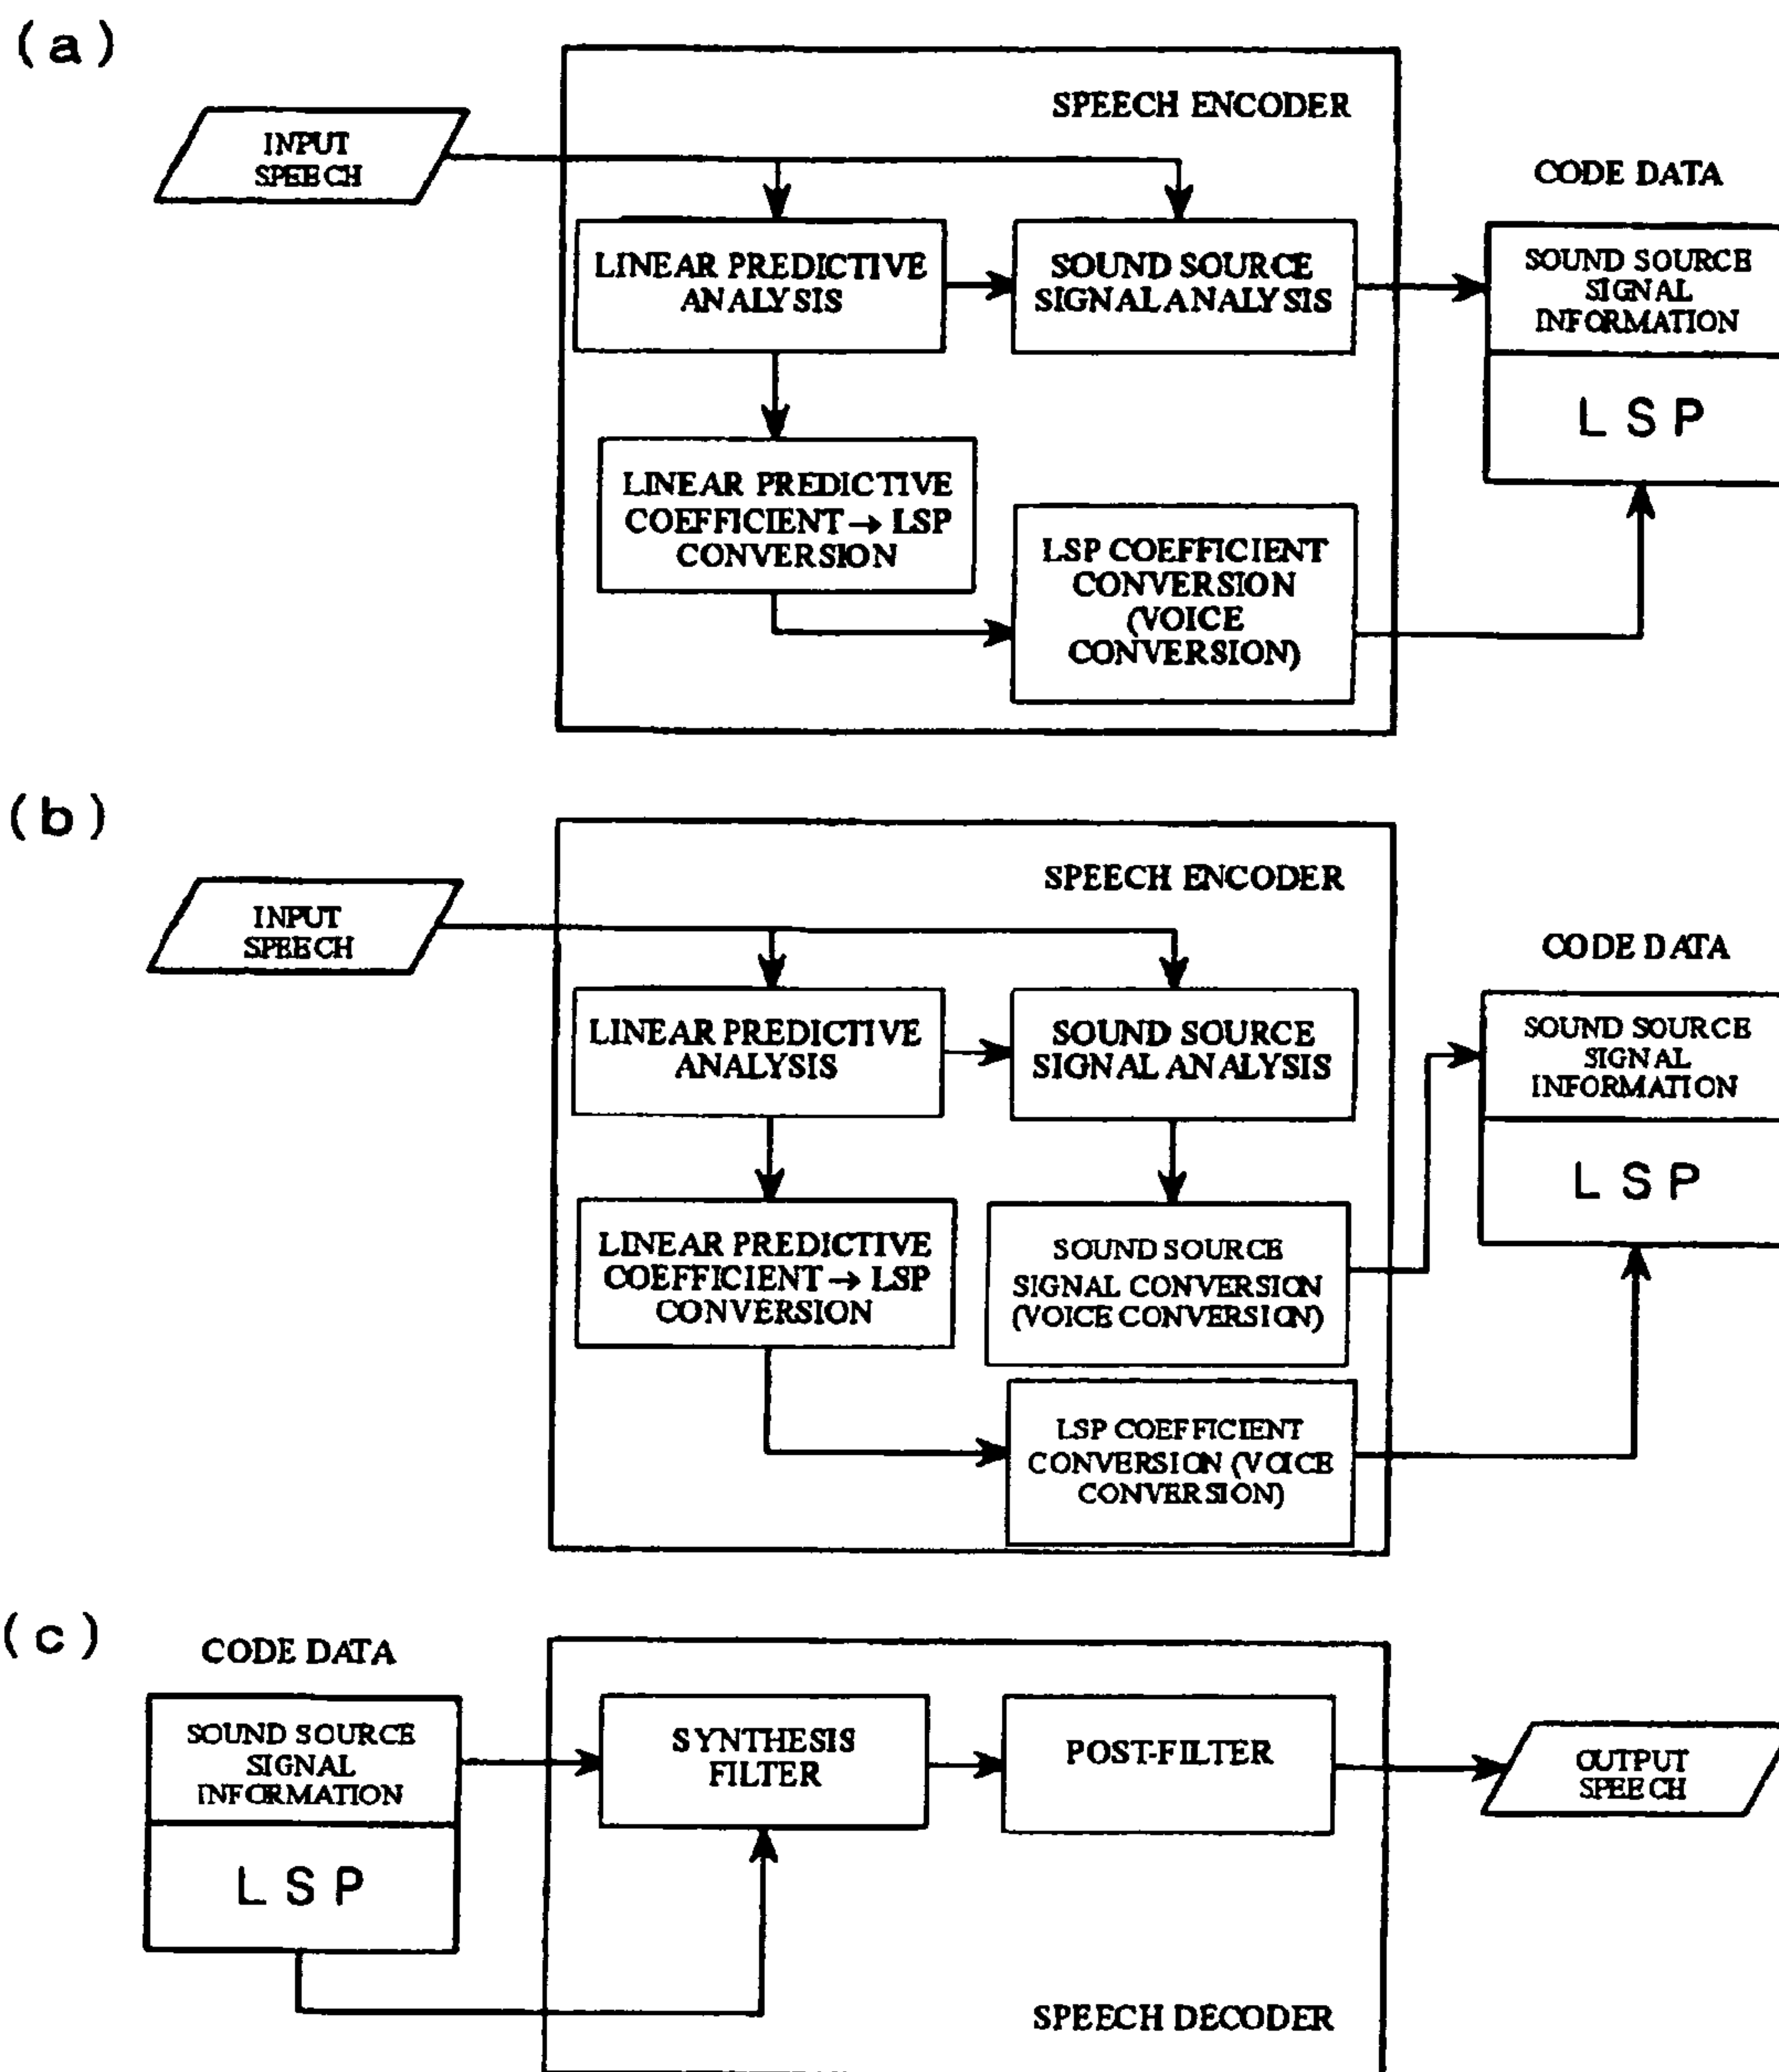 (a)
SPEECH ENCODER
INPUT
SPEECH
CODE DATA
LINEAR PREDICTIVE
ANALYSIS
SOUND SOURCE
SIGNAL ANALYSIS
SOUND SOURCE
SIGNAL
INFORMATION
LSP
LINEAR PREDICTIVE
COEFFICIENT → LSP
CONVERSION
LSP COEFFICIENT
CONVERSION
(VOICE
CONVERSION)
(b)
SPEECH ENCODER
INPUT
SPEECH
CODE DATA
LINEAR PREDICTIVE
ANALYSIS
SOUND SOURCE
SIGNAL ANALYSIS
SOUND SOURCE
SIGNAL
INFORMATION
LSP
LINEAR PREDICTIVE
COEFFICIENT → LSP
CONVERSION
SOUND SOURCE
SIGNAL CONVERSION
(VOICE CONVERSION)
LSP COEFFICIENT
CONVERSION (VOICE
CONVERSION)
(c)
CODE DATA
SOUND SOURCE
SIGNAL
INFORMATION
LSP
SYNTHESIS
FILTER
POST-FILTER
OUTPUT
SPEECH
SPEECH DECODER